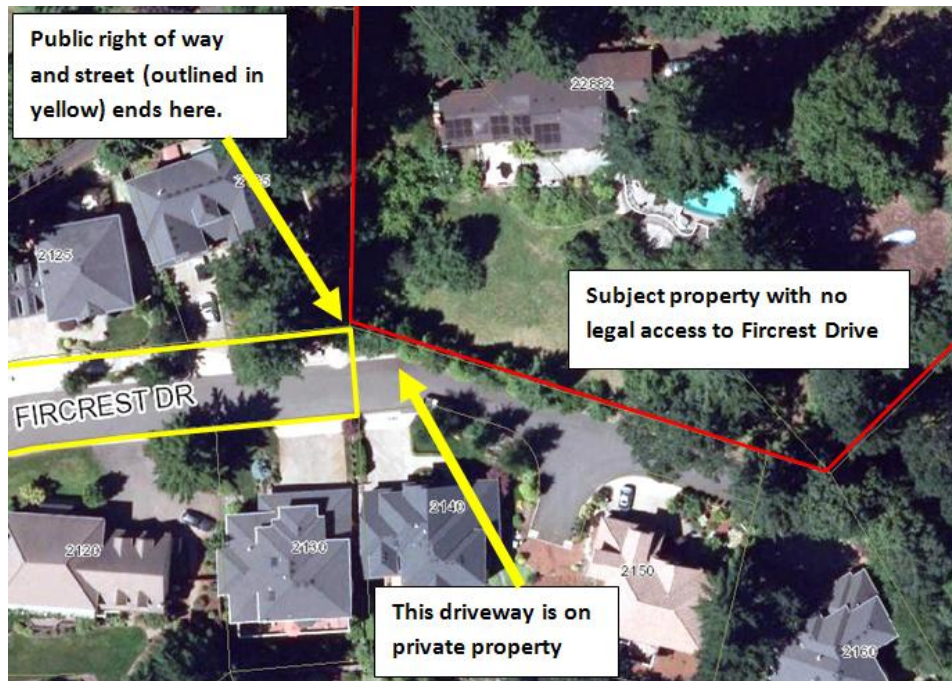 Public right of way
and street (outlined in
yellow) ends here.
22882
2125
Subject property with no
legal access to Fircrest Drive
FIRCREST DR
2140
2130
2120
2150
This driveway is on
private property
2160